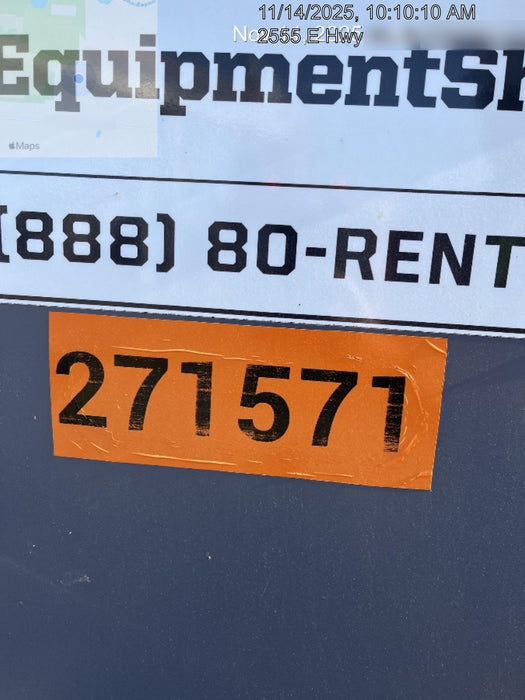 11/14/2025, 10:10:10 AM
2555 E Hwy
EquipmentSh
Maps
(888) 80-RENT
271571